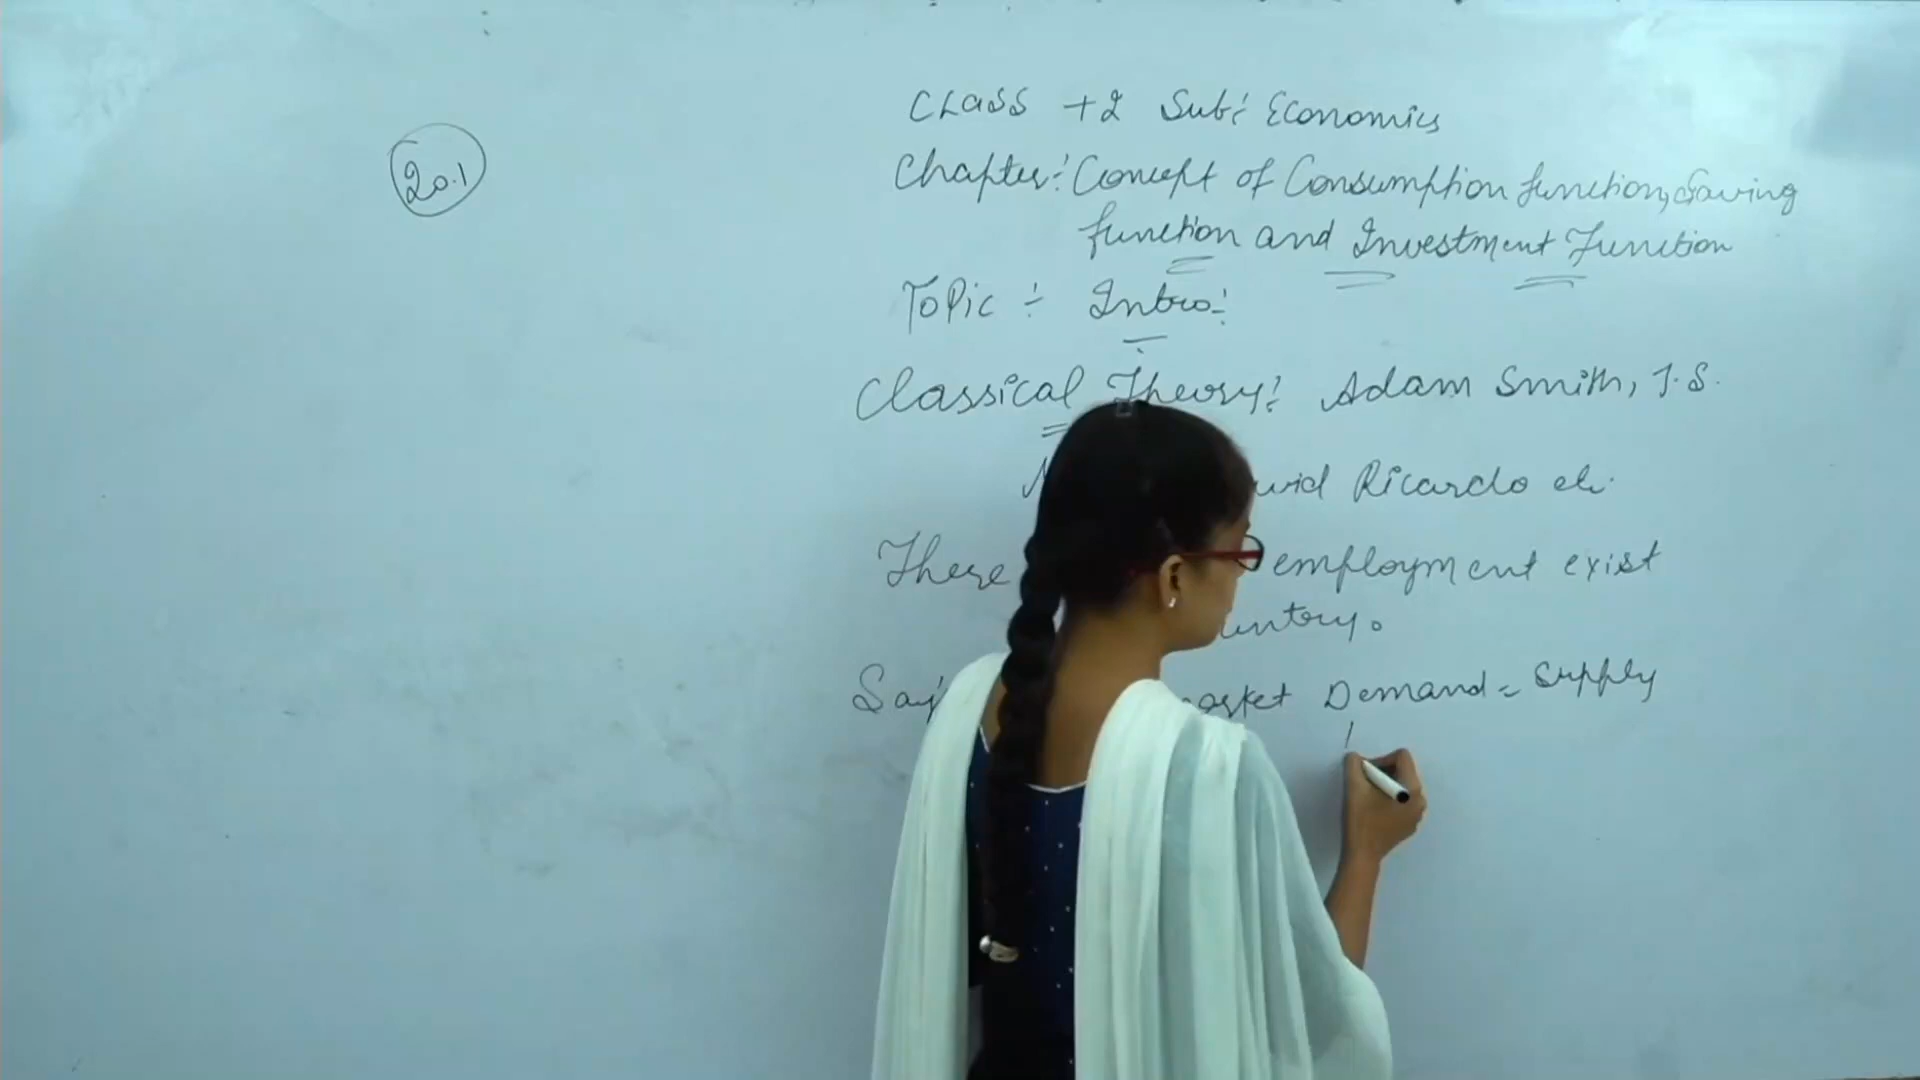 20.1
Class +2 Sub: Economics
Chapter: Concept of Consumption function, Saving
function and Investment Function
Topic : Intro:
Classical Theory: Adam Smith, J.S.
Ricardo etc.
There employment exist
Demand = Supply